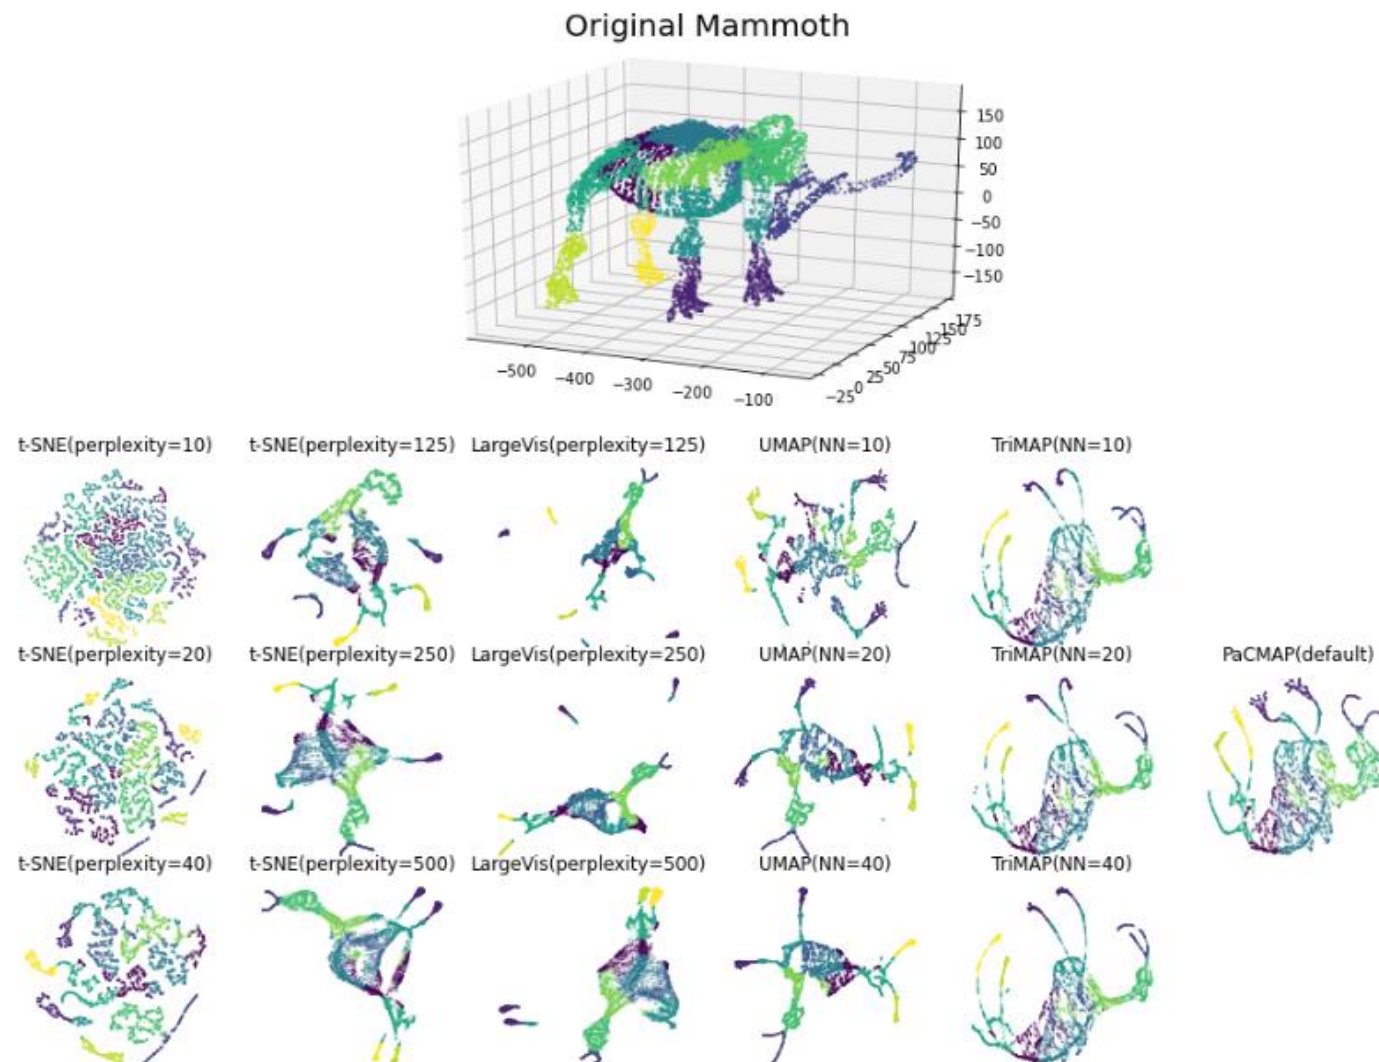 Original Mammoth
150
100
50
0
−50
−100
−150
−500
−400
−300
−200
−100
−25
0
25
50
75
100
125
150
175
t-SNE(perplexity=10)
t-SNE(perplexity=125)
LargeVis(perplexity=125)
UMAP(NN=10)
TriMAP(NN=10)
t-SNE(perplexity=20)
t-SNE(perplexity=250)
LargeVis(perplexity=250)
UMAP(NN=20)
TriMAP(NN=20)
PaCMAP(default)
t-SNE(perplexity=40)
t-SNE(perplexity=500)
LargeVis(perplexity=500)
UMAP(NN=40)
TriMAP(NN=40)